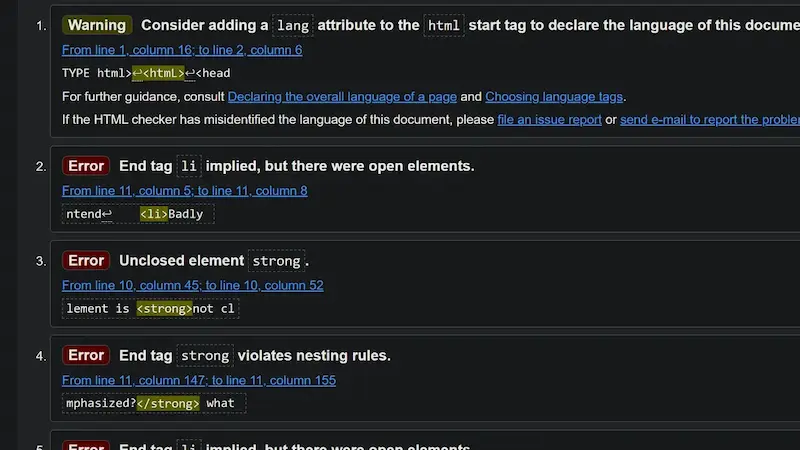 1. Warning Consider adding a lang attribute to the html start tag to declare the language of this
From line 1, column 16; to line 2, column 6
TYPE html>↩<htmL>↩<head
For further guidance, consult Declaring the overall language of a page and Choosing language tags.
If the HTML checker has misidentified the language of this document, please file an issue report or send e-mail to report the
2. Error End tag li implied, but there were open elements.
From line 11, column 5; to line 11, column 8
ntend↩ <li>Badly
3. Error Unclosed element strong.
From line 10, column 45; to line 10, column 52
lement is <strong>not cl
4. Error End tag strong violates nesting rules.
From line 11, column 147; to line 11, column 155
mphasized?</strong> what
5. Error End tag li implied, but there were open elements.